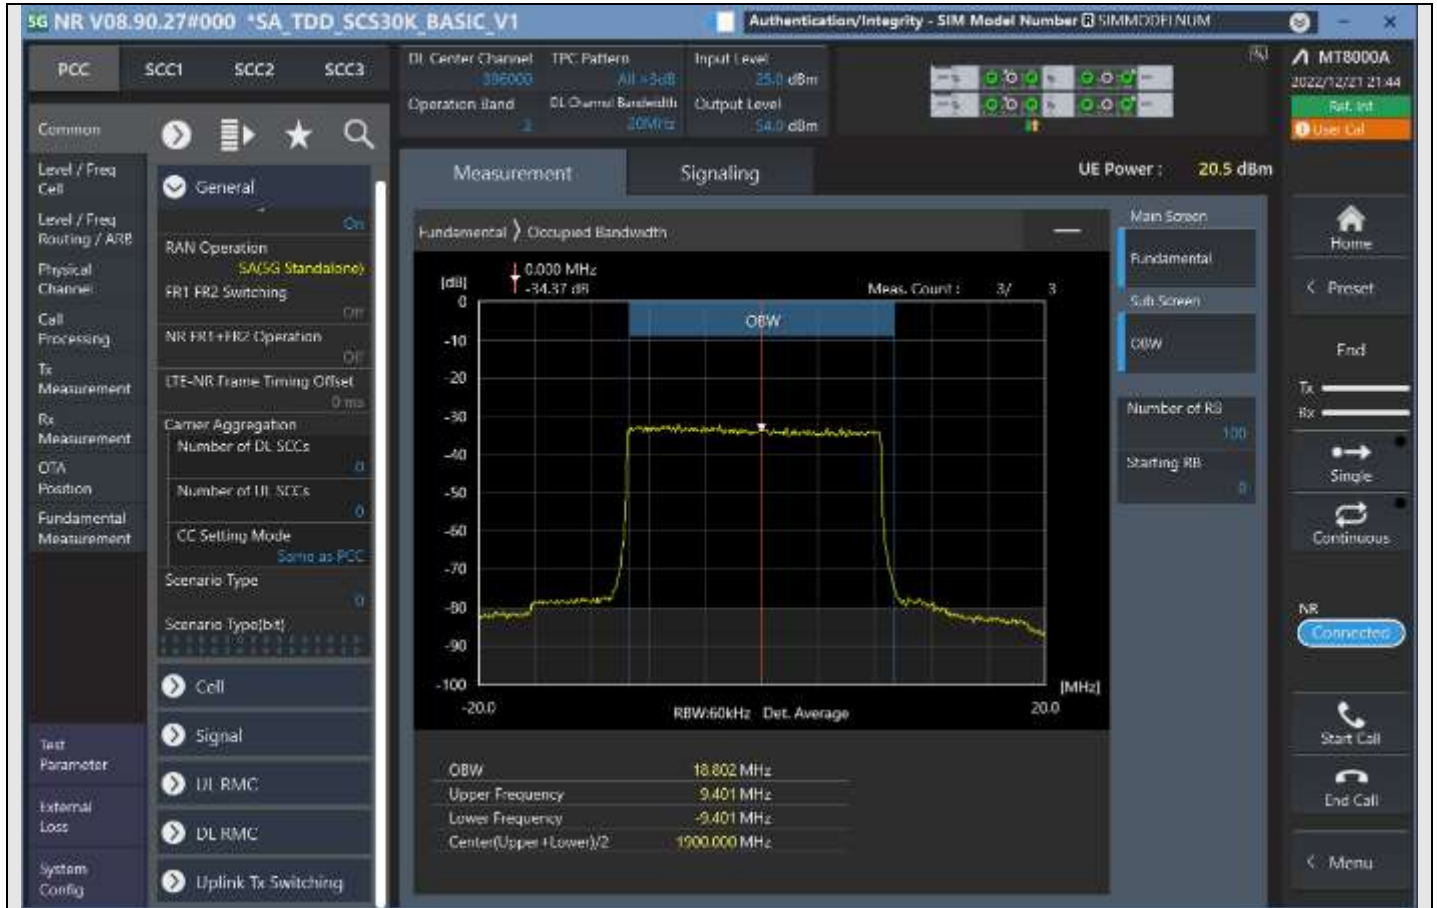 5G NR V08.90.27#000 *SA_TDD_SCS30K_BASIC_V1
Authentication/Integrity - SIM Model Number R SIMMODELNUM
PCC SCC1 SCC2 SCC3
DL Center Channel TPC Pattern Input Level
396000 All +3dB 25.0 dBm
Operation Band DL Channel Bandwidth Output Level
2 20MHz 54.0 dBm
MT8000A
2022/12/21 21:44
Ref. Int
User Cal
Common
Level / Freq
Cell
Level / Freq
Routing / ARB
Physical
Channel
Call
Processing
Tx
Measurement
Rx
Measurement
OTA
Position
Fundamental
Measurement
Test
Parameter
External
Loss
System
Config
General
On
RAN Operation
SA(5G Standalone)
FR1 FR2 Switching
Off
NR FR1+FR2 Operation
Off
LTE-NR Frame Timing Offset
0 ms
Carrier Aggregation
Number of DL SCCs
0
Number of UL SCCs
0
CC Setting Mode
Same as PCC
Scenario Type
0
Scenario Type(bit)
Cell
Signal
UL RMC
DL RMC
Uplink Tx Switching
Measurement Signaling
UE Power : 20.5 dBm
Fundamental Occupied Bandwidth
[dB]
0.000 MHz
-34.37 dB
Meas. Count : 3/ 3
OBW
0
-10
-20
-30
-40
-50
-60
-70
-80
-90
-100
-20.0 20.0
[MHz]
RBW:60kHz Det. Average
OBW 18.802 MHz
Upper Frequency 9.401 MHz
Lower Frequency -9.401 MHz
Center(Upper+Lower)/2 1900.000 MHz
Main Screen
Fundamental
Sub Screen
OBW
Number of RB
100
Starting RB
0
Home
Preset
End
Tx
Rx
Single
Continuous
NR
Connected
Start Call
End Call
Menu